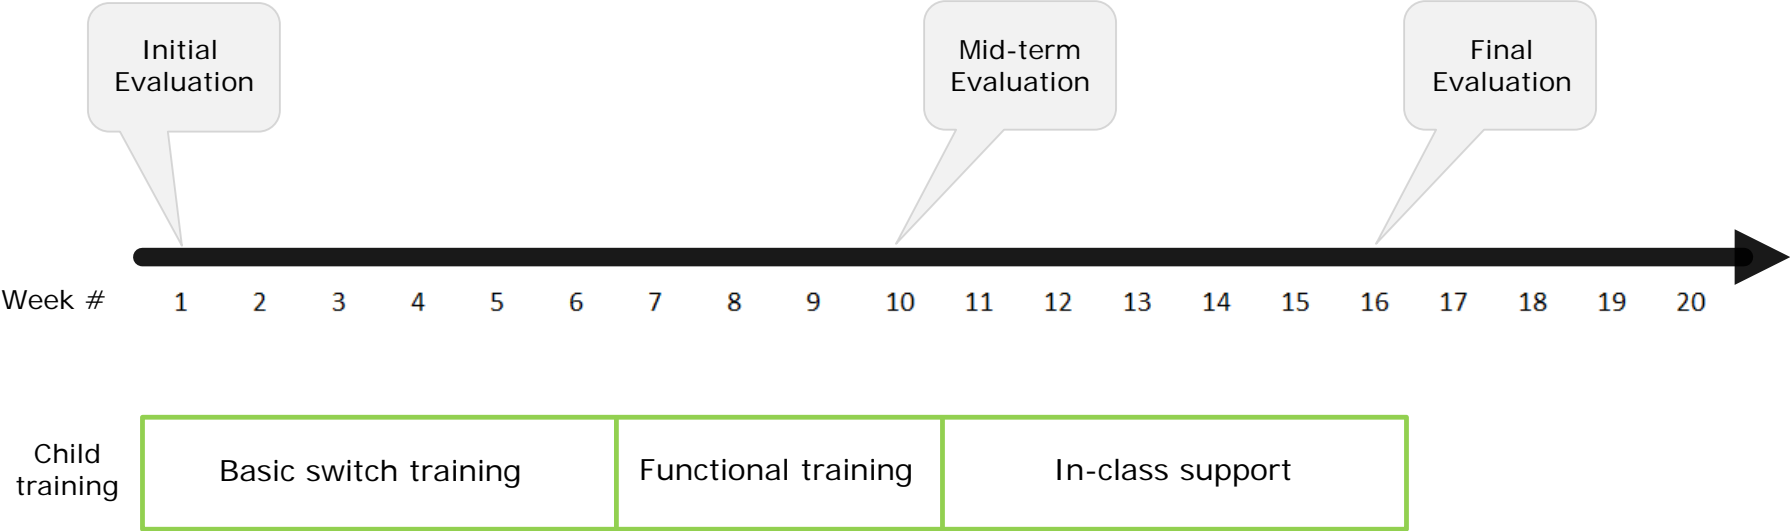 Initial
Evaluation
Mid-term
Evaluation
Final
Evaluation
Week # 1 2 3 4 5 6 7 8 9 10 11 12 13 14 15 16 17 18 19 20
Child
training
Basic switch training
Functional training
In-class support